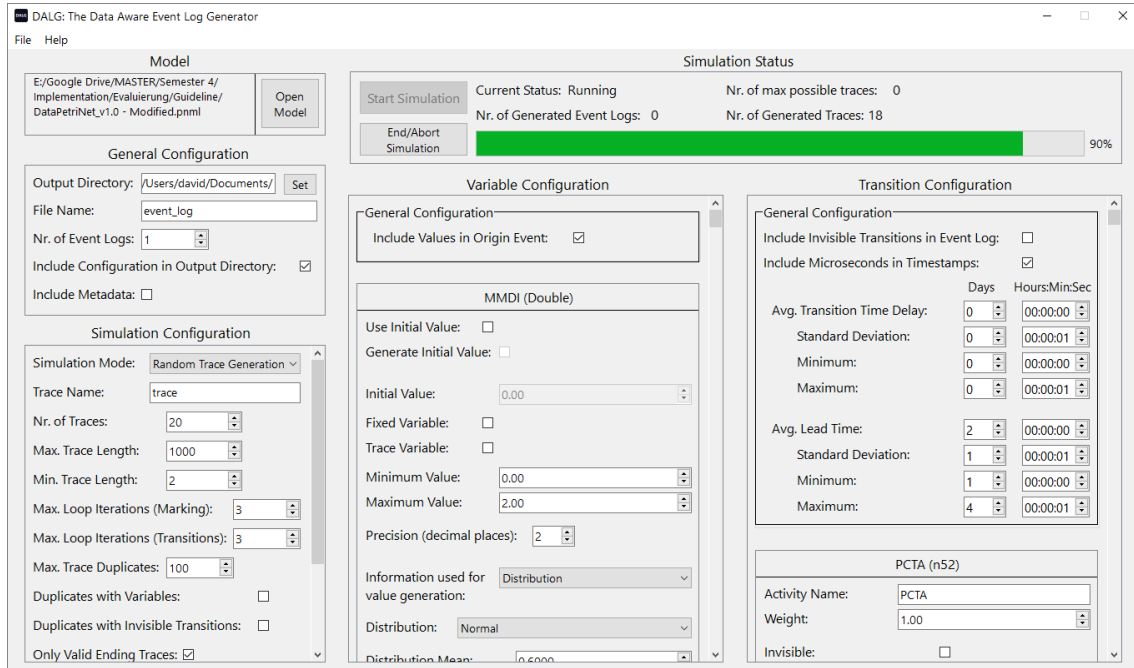 DALG: The Data Aware Event Log Generator
File Help
Model
E:/Google Drive/MASTER/Semester 4/
Implementation/Evaluierung/Guideline/
DataPetriNet_v1.0 - Modified.pnml
Open
Model
General Configuration
Output Directory: /Users/david/Documents/ Set
File Name: event_log
Nr. of Event Logs: 1
Include Configuration in Output Directory:
Include Metadata:
Simulation Configuration
Simulation Mode: Random Trace Generation
Trace Name: trace
Nr. of Traces: 20
Max. Trace Length: 1000
Min. Trace Length: 2
Max. Loop Iterations (Marking): 3
Max. Loop Iterations (Transitions): 3
Max. Trace Duplicates: 100
Duplicates with Variables:
Duplicates with Invisible Transitions:
Only Valid Ending Traces:
Simulation Status
Start Simulation
End/Abort
Simulation
Current Status: Running Nr. of max possible traces: 0
Nr. of Generated Event Logs: 0 Nr. of Generated Traces: 18
90%
Variable Configuration
General Configuration
Include Values in Origin Event:
MMDI (Double)
Use Initial Value:
Generate Initial Value:
Initial Value: 0.00
Fixed Variable:
Trace Variable:
Minimum Value: 0.00
Maximum Value: 2.00
Precision (decimal places): 2
Information used for
value generation: Distribution
Distribution: Normal
Distribution Mean: 0.6000
Transition Configuration
General Configuration
Include Invisible Transitions in Event Log:
Include Microseconds in Timestamps:
Days Hours:Min:Sec
Avg. Transition Time Delay: 0 00:00:00
Standard Deviation: 0 00:00:01
Minimum: 0 00:00:00
Maximum: 0 00:00:01
Avg. Lead Time: 2 00:00:00
Standard Deviation: 1 00:00:01
Minimum: 1 00:00:00
Maximum: 4 00:00:01
PCTA (n52)
Activity Name: PCTA
Weight: 1.00
Invisible: